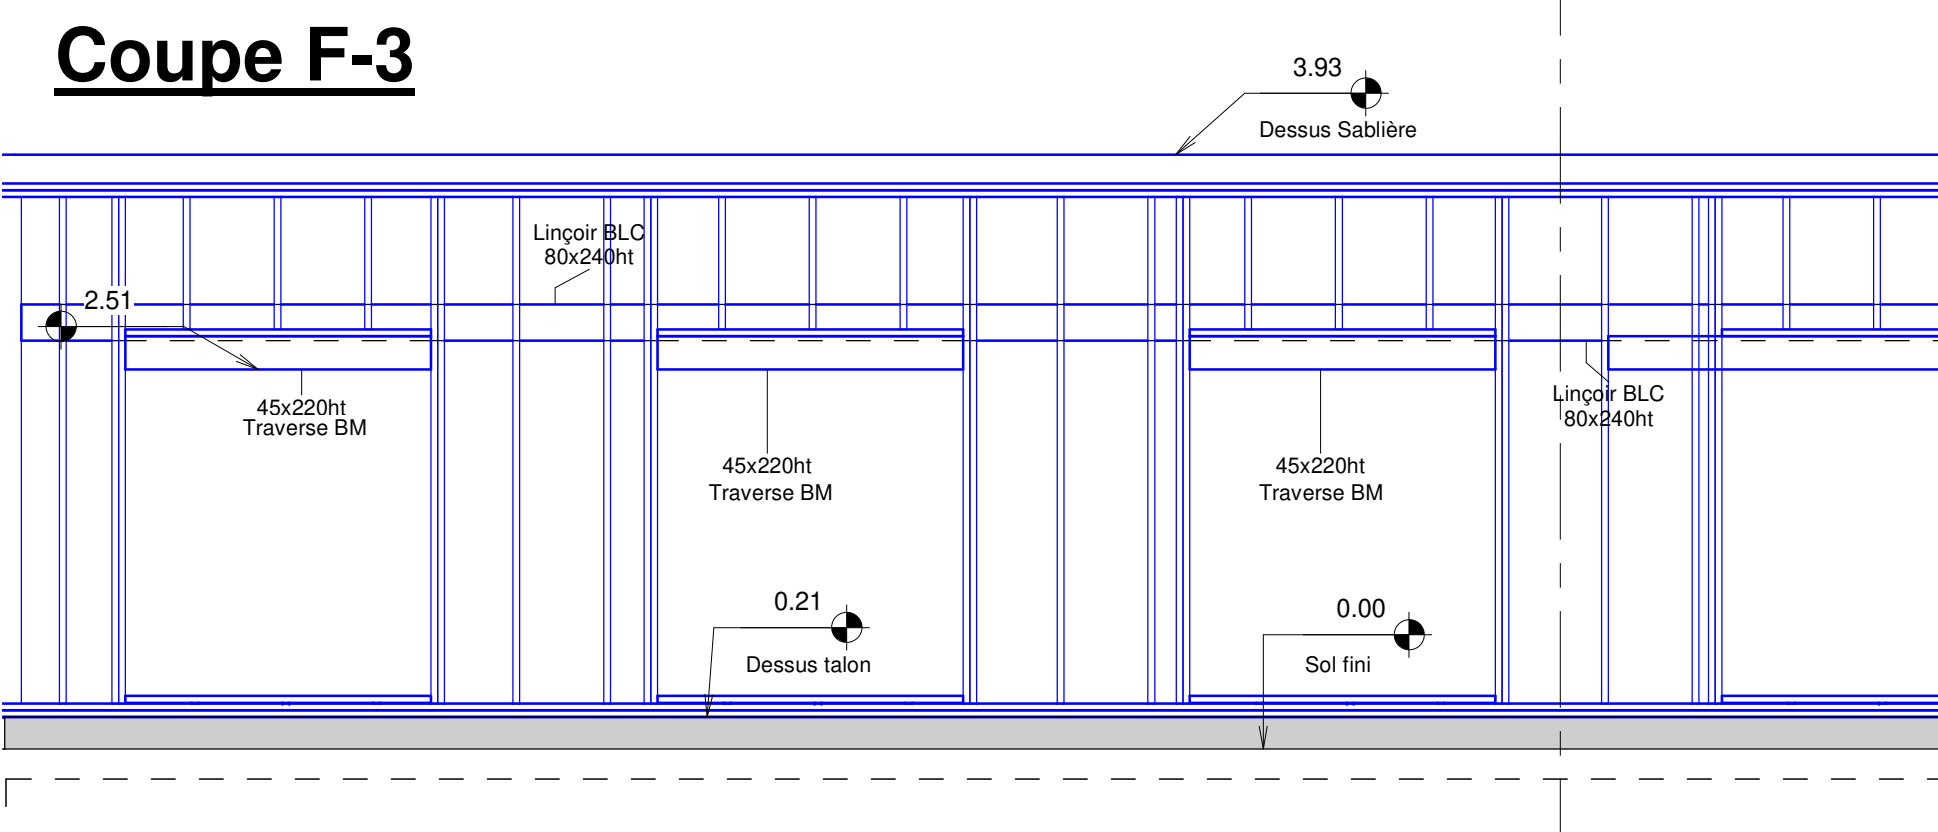 Coupe F-3
3.93
Dessus Sablière
Linçoir BLC
80x240ht
2.51
45x220ht
Traverse BM
45x220ht
Traverse BM
45x220ht
Traverse BM
Linçoir BLC
80x240ht
0.21
Dessus talon
0.00
Sol fini